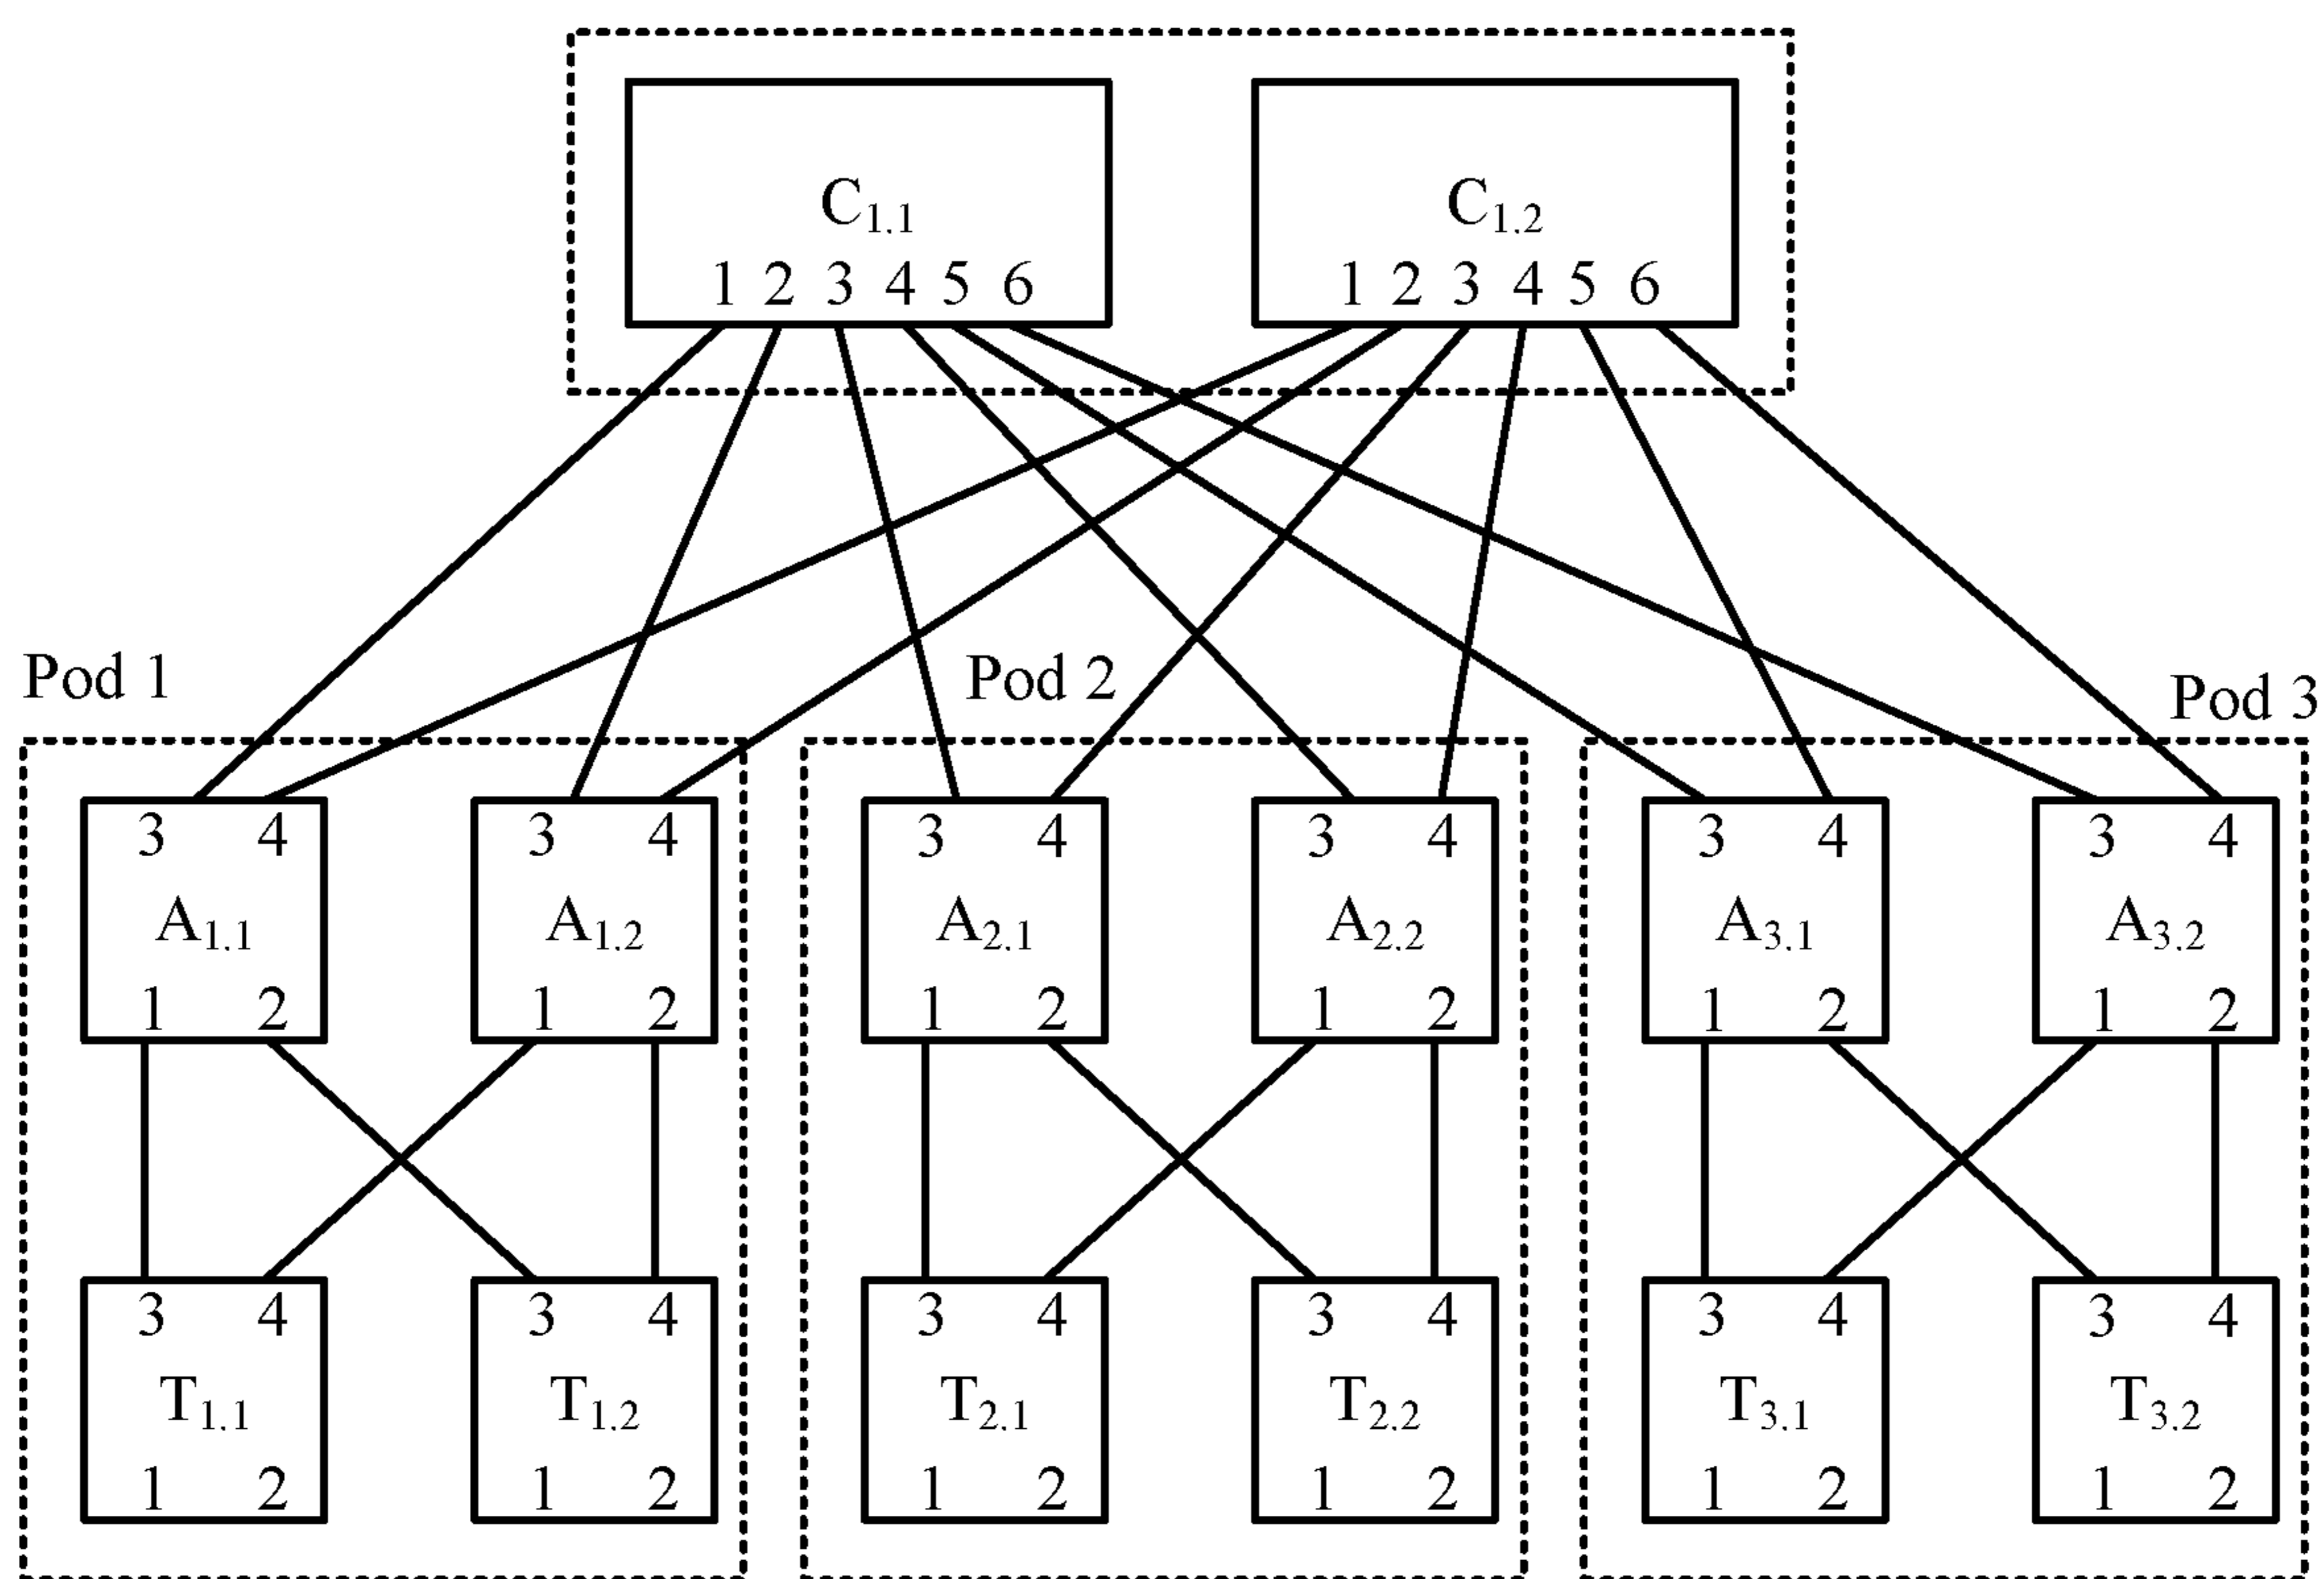 C1,1 C1,2
1 2 3 4 5 6 1 2 3 4 5 6
Pod 1 Pod 2 Pod 3
3 4 3 4 3 4 3 4 3 4 3 4
A1,1 A1,2 A2,1 A2,2 A3,1 A3,2
1 2 1 2 1 2 1 2 1 2 1 2
3 4 3 4 3 4 3 4 3 4 3 4
T1,1 T1,2 T2,1 T2,2 T3,1 T3,2
1 2 1 2 1 2 1 2 1 2 1 2